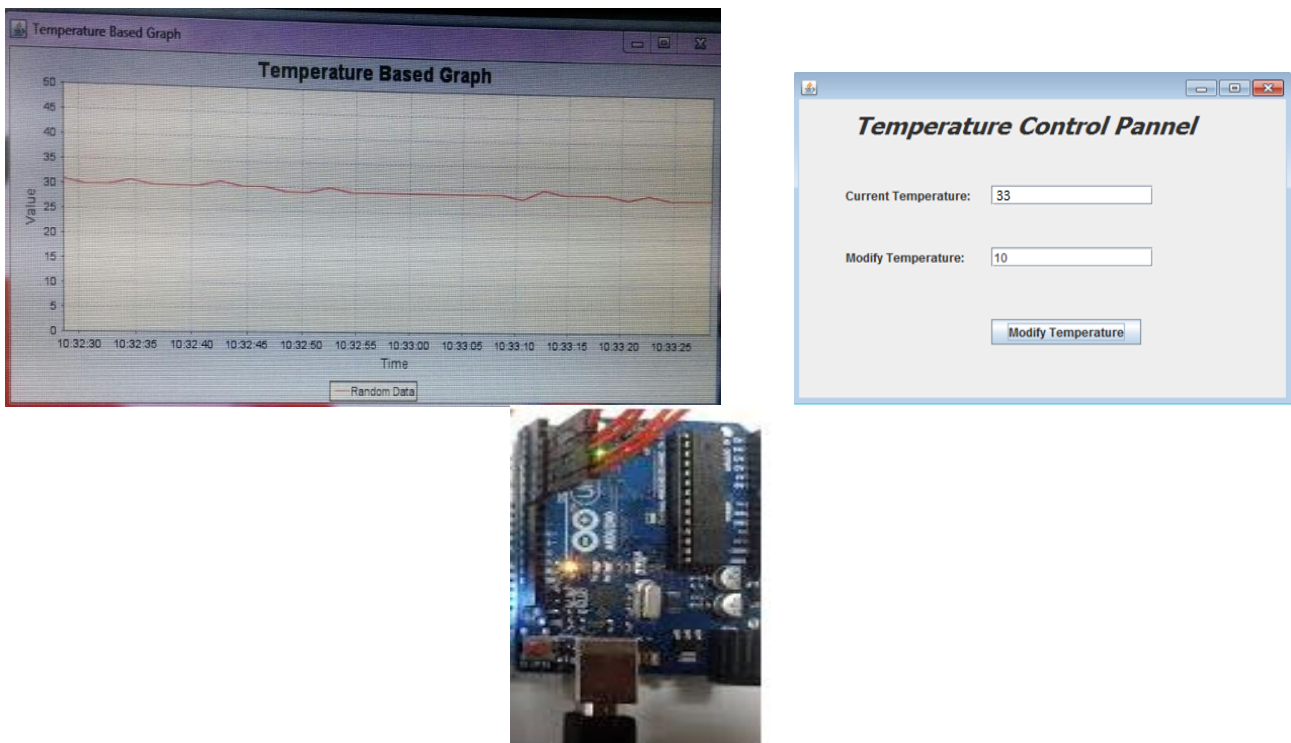 Temperature Based Graph
Temperature Based Graph
50
45
40
35
30
25
20
15
10
5
0
Value
10:32:30 10:32:35 10:32:40 10:32:45 10:32:50 10:32:55 10:33:00 10:33:05 10:33:10 10:33:15 10:33:20 10:33:25
Time
Random Data
Temperature Control Pannel
Current Temperature: 33
Modify Temperature: 10
Modify Temperature
ARDUINO